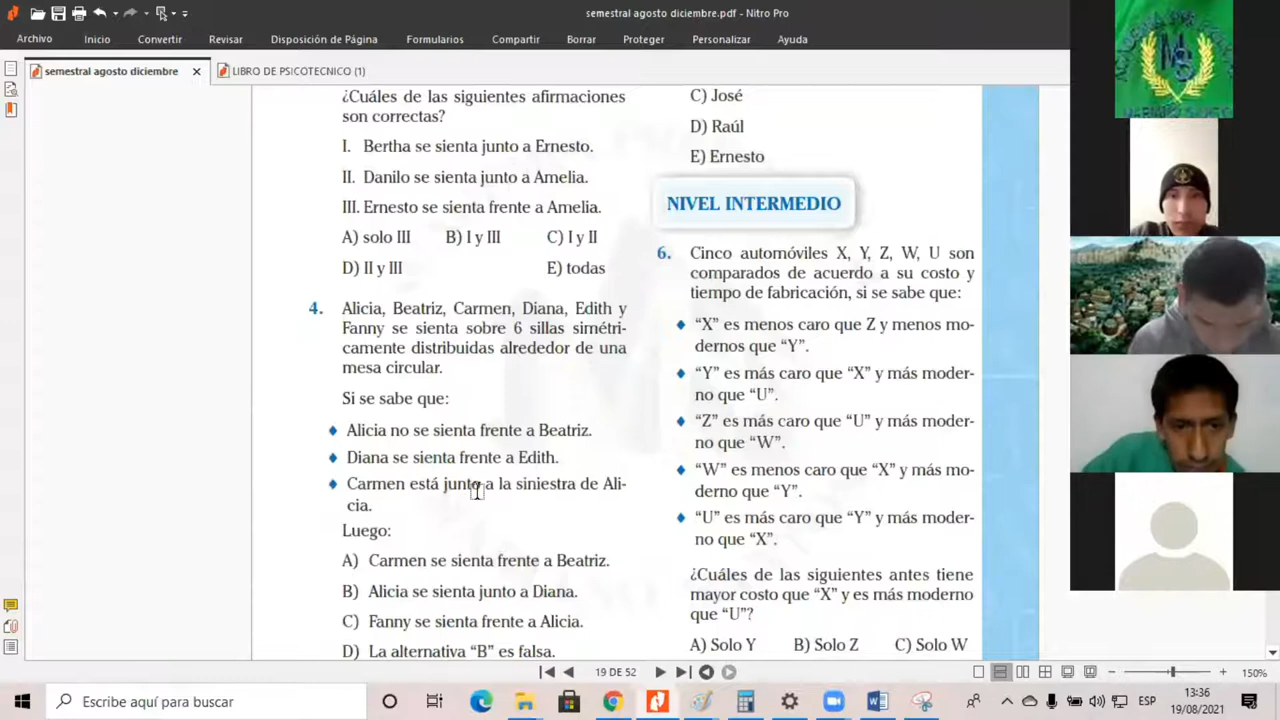 semestral agosto diciembre.pdf - Nitro Pro
Archivo Inicio Convertir Revisar Disposición de Página Formularios Compartir Borrar Proteger Personalizar Ayuda
semestral agosto diciembre × LIBRO DE PSICOTECNICO (1)
¿Cuáles de las siguientes afirmaciones
son correctas?
I. Bertha se sienta junto a Ernesto.
II. Danilo se sienta junto a Amelia.
III. Ernesto se sienta frente a Amelia.
A) solo III B) I y III C) I y II
D) II y III E) todas
4. Alicia, Beatriz, Carmen, Diana, Edith y
Fanny se sienta sobre 6 sillas simétri-
camente distribuidas alrededor de una
mesa circular.
Si se sabe que:
♦ Alicia no se sienta frente a Beatriz.
♦ Diana se sienta frente a Edith.
♦ Carmen está junto a la siniestra de Ali-
cia.
Luego:
A) Carmen se sienta frente a Beatriz.
B) Alicia se sienta junto a Diana.
C) Fanny se sienta frente a Alicia.
D) La alternativa “B” es falsa.
C) José
D) Raúl
E) Ernesto
NIVEL INTERMEDIO
6. Cinco automóviles X, Y, Z, W, U son
comparados de acuerdo a su costo y
tiempo de fabricación, si se sabe que:
♦ “X” es menos caro que Z y menos mo-
dernos que “Y”.
♦ “Y” es más caro que “X” y más moder-
no que “U”.
♦ “Z” es más caro que “U” y más moder-
no que “W”.
♦ “W” es menos caro que “X” y más mo-
derno que “Y”.
♦ “U” es más caro que “Y” y más moder-
no que “X”.
¿Cuáles de las siguientes antes tiene
mayor costo que “X” y es más moderno
que “U”?
A) Solo Y B) Solo Z C) Solo W
19 DE 52
150%
Escribe aquí para buscar
ESP
13:36
19/08/2021